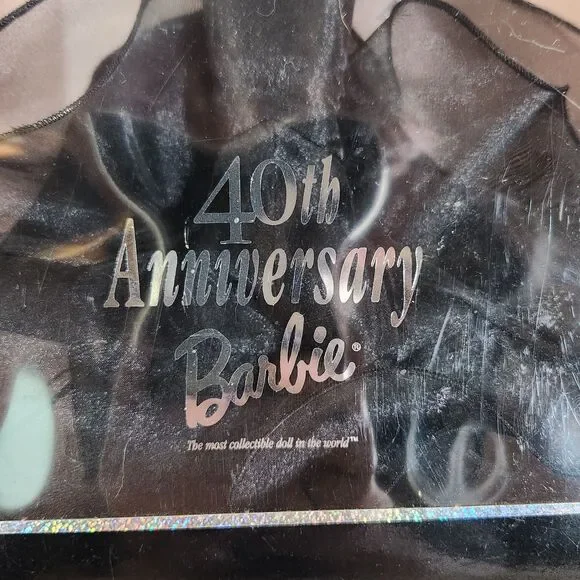 40th
Anniversary
Barbie®
The most collectible doll in the world™